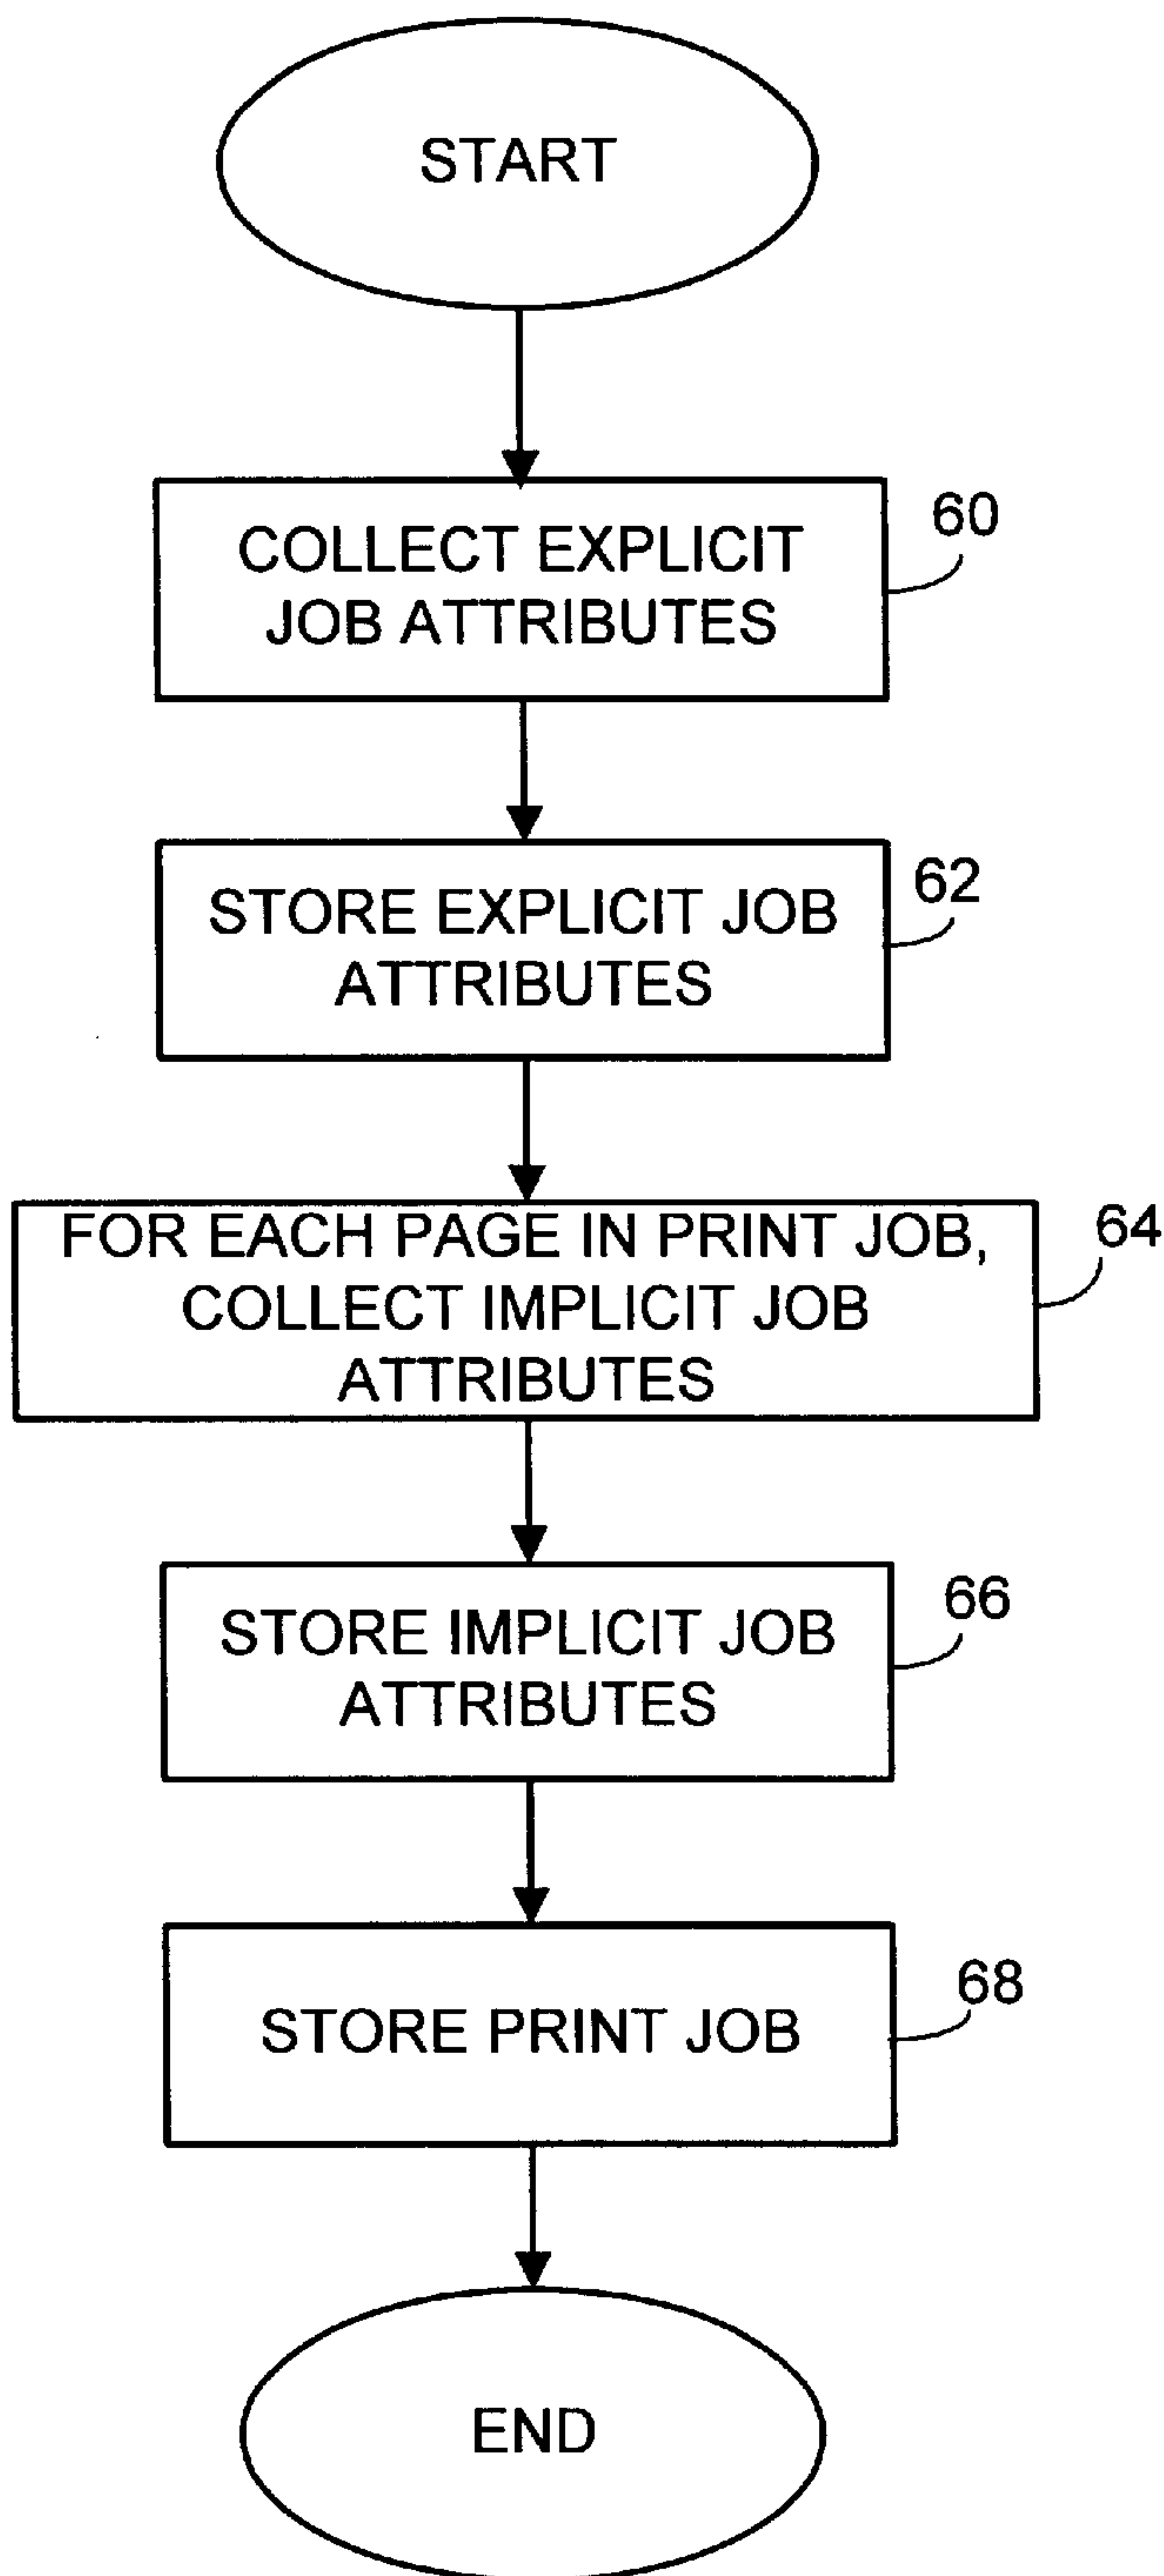 START
COLLECT EXPLICIT
JOB ATTRIBUTES
60
STORE EXPLICIT JOB
ATTRIBUTES
62
FOR EACH PAGE IN PRINT JOB,
COLLECT IMPLICIT JOB
ATTRIBUTES
64
STORE IMPLICIT JOB
ATTRIBUTES
66
STORE PRINT JOB
68
END